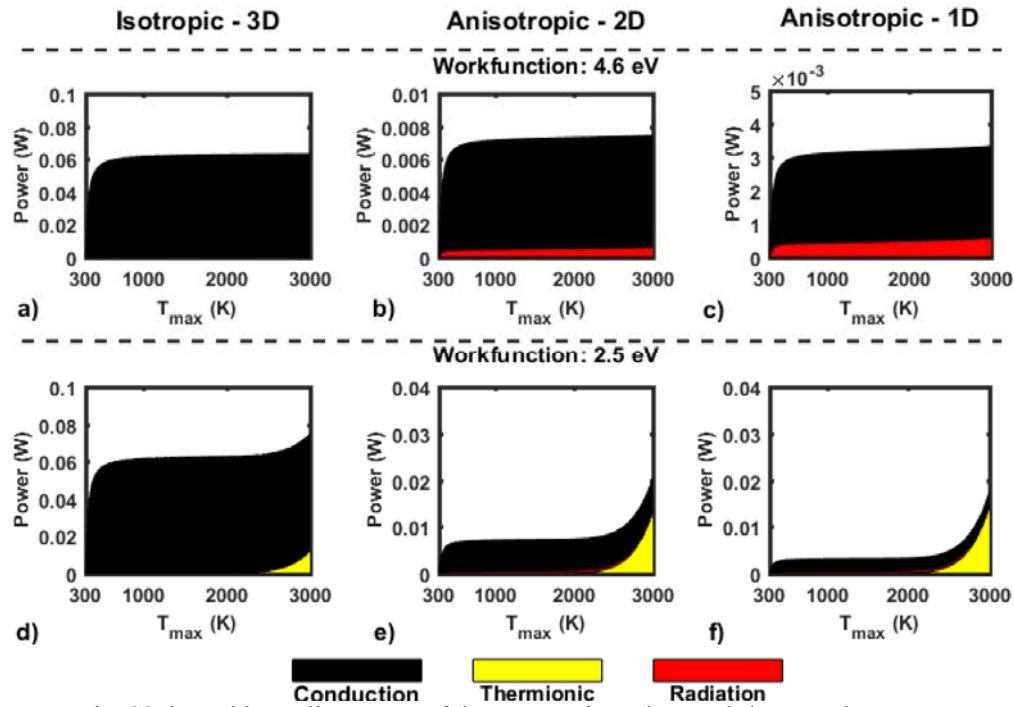 Isotropic - 3D
Anisotropic - 2D
Anisotropic - 1D
Workfunction: 4.6 eV
Power (W)
0.1
0.08
0.06
0.04
0.02
0
300 1000 2000 3000
T_max (K)
a)
Power (W)
0.01
0.008
0.006
0.004
0.002
0
300 1000 2000 3000
T_max (K)
b)
×10^-3
Power (W)
5
4
3
2
1
0
300 1000 2000 3000
T_max (K)
c)
Workfunction: 2.5 eV
Power (W)
0.1
0.08
0.06
0.04
0.02
0
300 1000 2000 3000
T_max (K)
d)
Power (W)
0.04
0.03
0.02
0.01
0
300 1000 2000 3000
T_max (K)
e)
Power (W)
0.04
0.03
0.02
0.01
0
300 1000 2000 3000
T_max (K)
f)
Conduction
Thermionic
Radiation